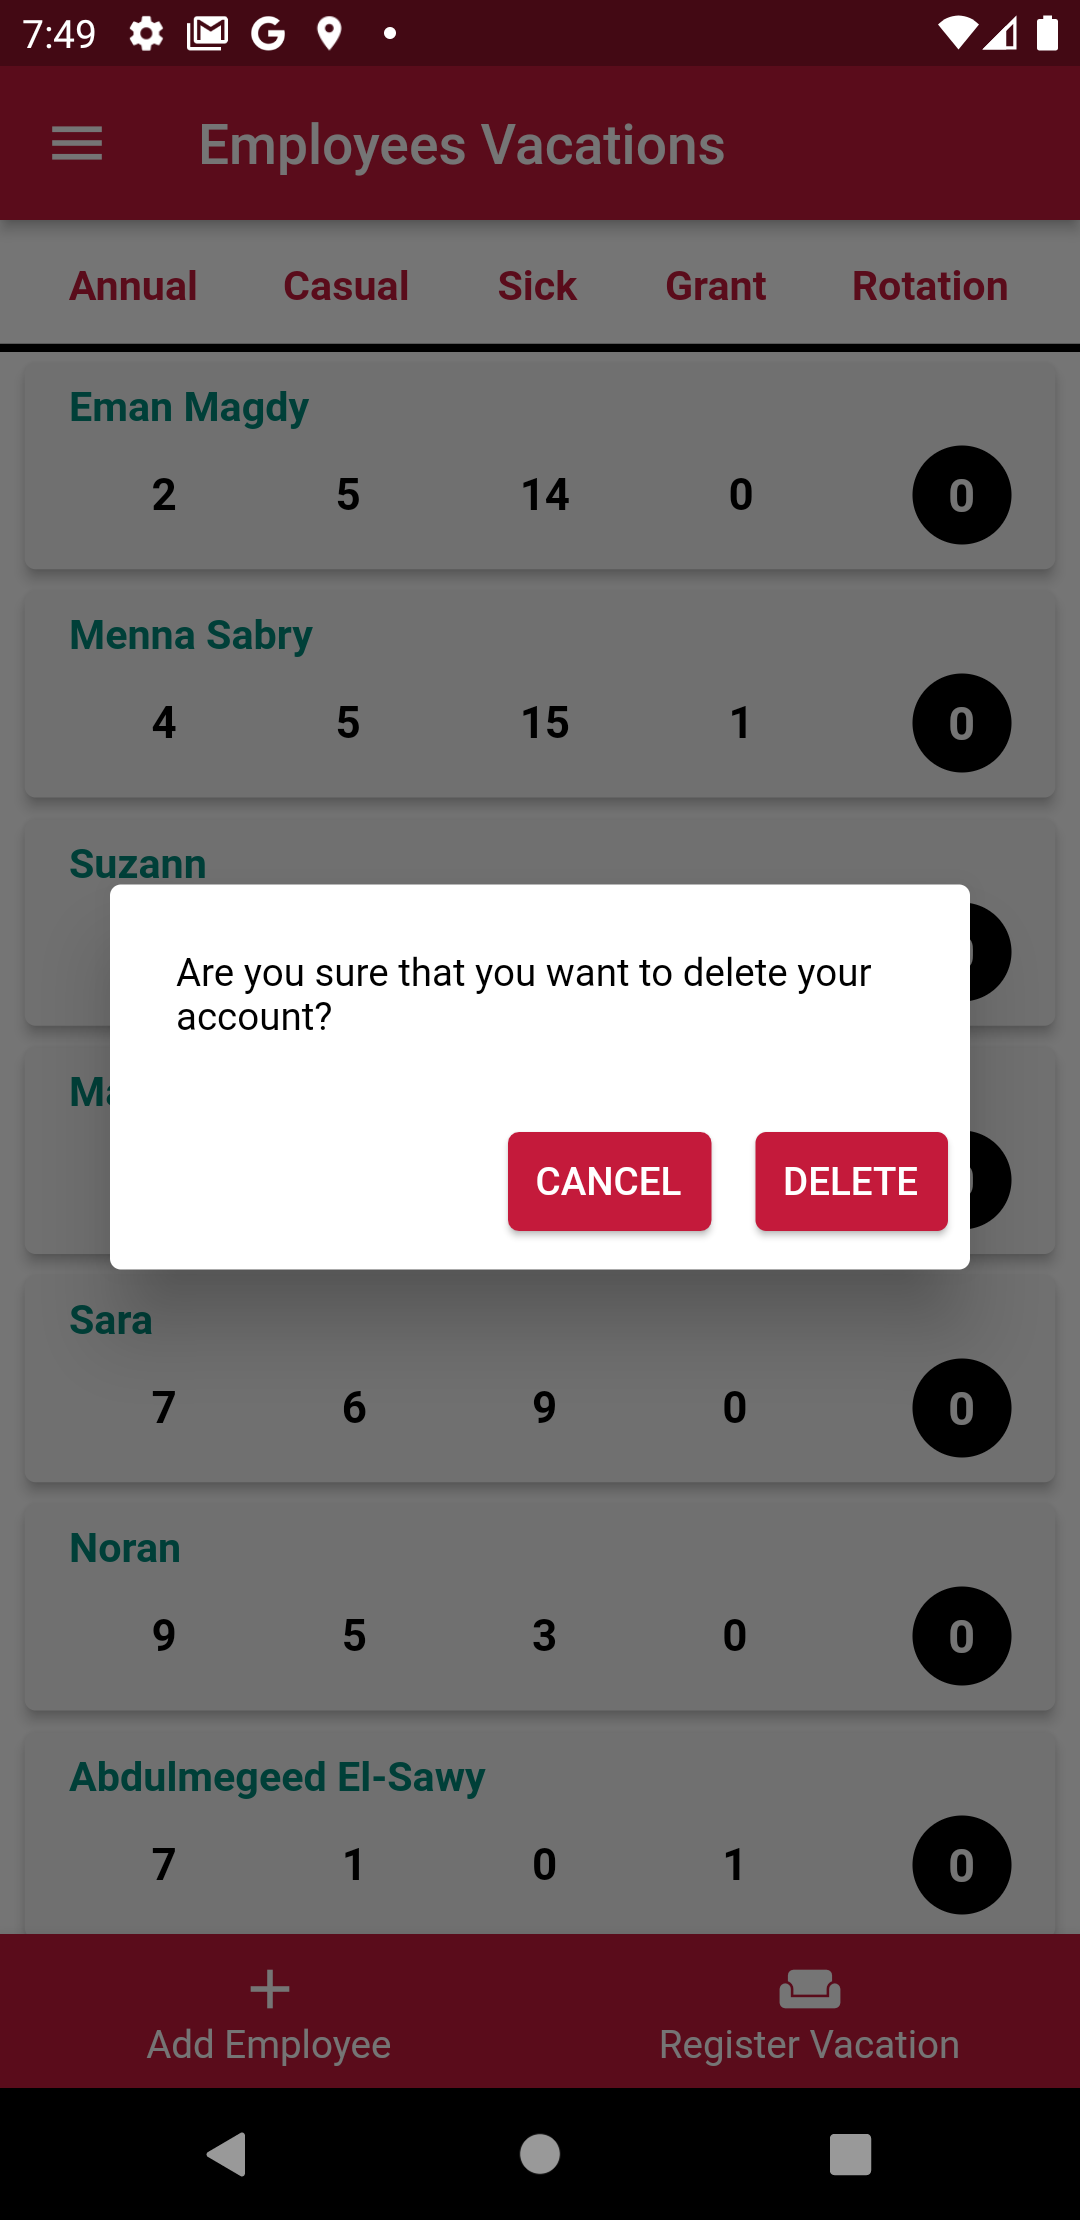 7:49
Employees Vacations
Annual Casual Sick Grant Rotation
Eman Magdy
2 5 14 0 0
Menna Sabry
4 5 15 1 0
Suzann
Are you sure that you want to delete your
account?
CANCEL DELETE
Sara
7 6 9 0 0
Noran
9 5 3 0 0
Abdulmegeed El-Sawy
7 1 0 1 0
Add Employee Register Vacation